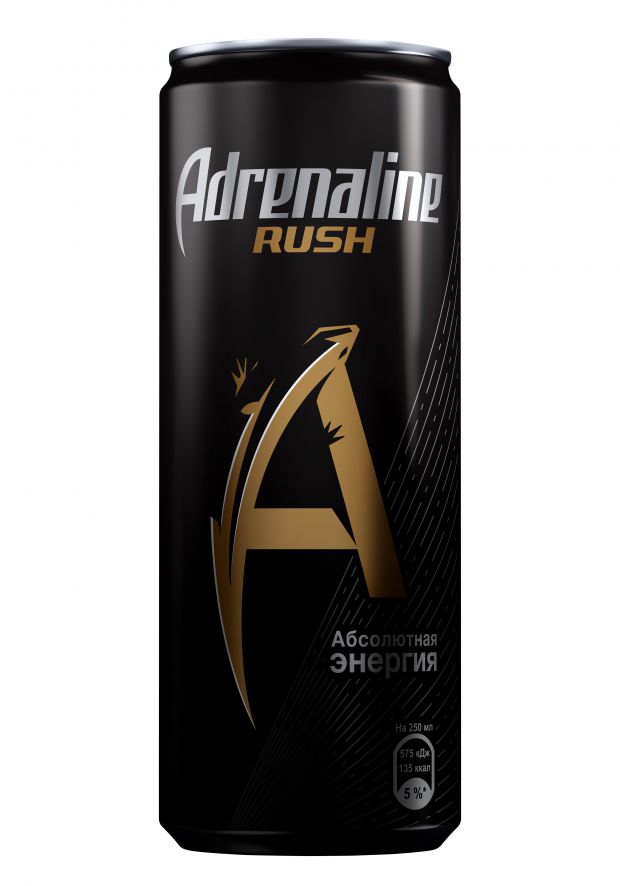 Adrenaline
RUSH
Абсолютная
энергия
На 250 мл
575 кДж
135 ккал
5 %*